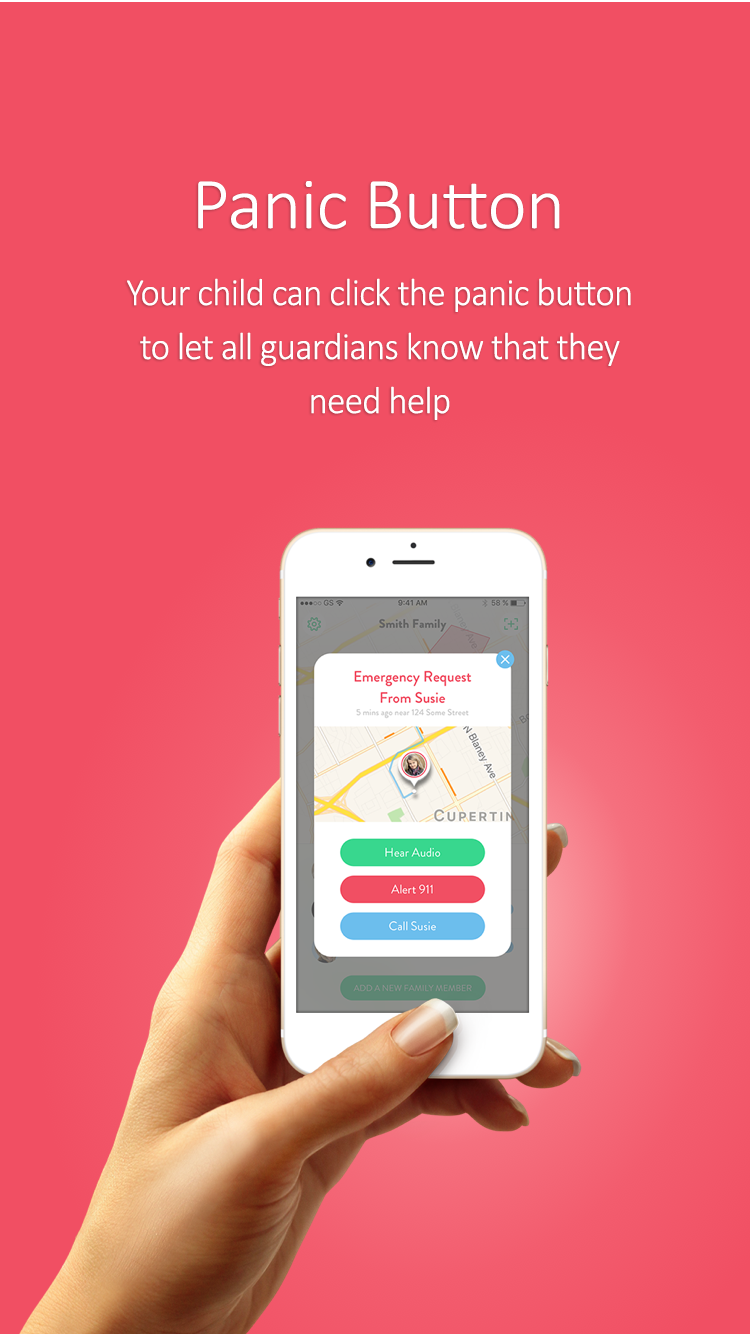 Panic Button
Your child can click the panic button
to let all guardians know that they
need help
GS 9:41 AM 58 %
Smith Family
Emergency Request
From Susie
5 mins ago near 124 Some Street
N Blaney Ave
CUPERTIN
Hear Audio
Alert 911
Call Susie
ADD A NEW FAMILY MEMBER